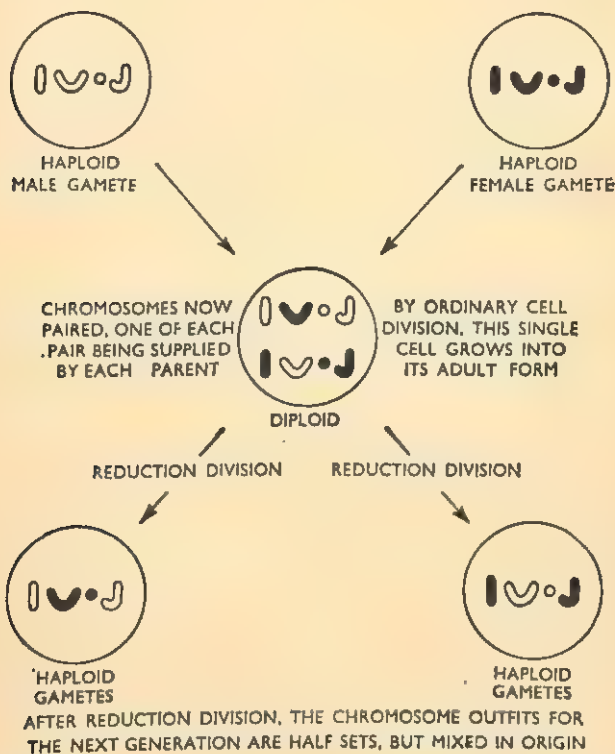 HAPLOID
MALE GAMETE
HAPLOID
FEMALE GAMETE
CHROMOSOMES NOW
PAIRED, ONE OF EACH
.PAIR BEING SUPPLIED
BY EACH PARENT
BY ORDINARY CELL
DIVISION, THIS SINGLE
CELL GROWS INTO
ITS ADULT FORM
DIPLOID
REDUCTION DIVISION
REDUCTION DIVISION
HAPLOID
GAMETES
HAPLOID
GAMETES
AFTER REDUCTION DIVISION, THE CHROMOSOME OUTFITS FOR
THE NEXT GENERATION ARE HALF SETS, BUT MIXED IN ORIGIN